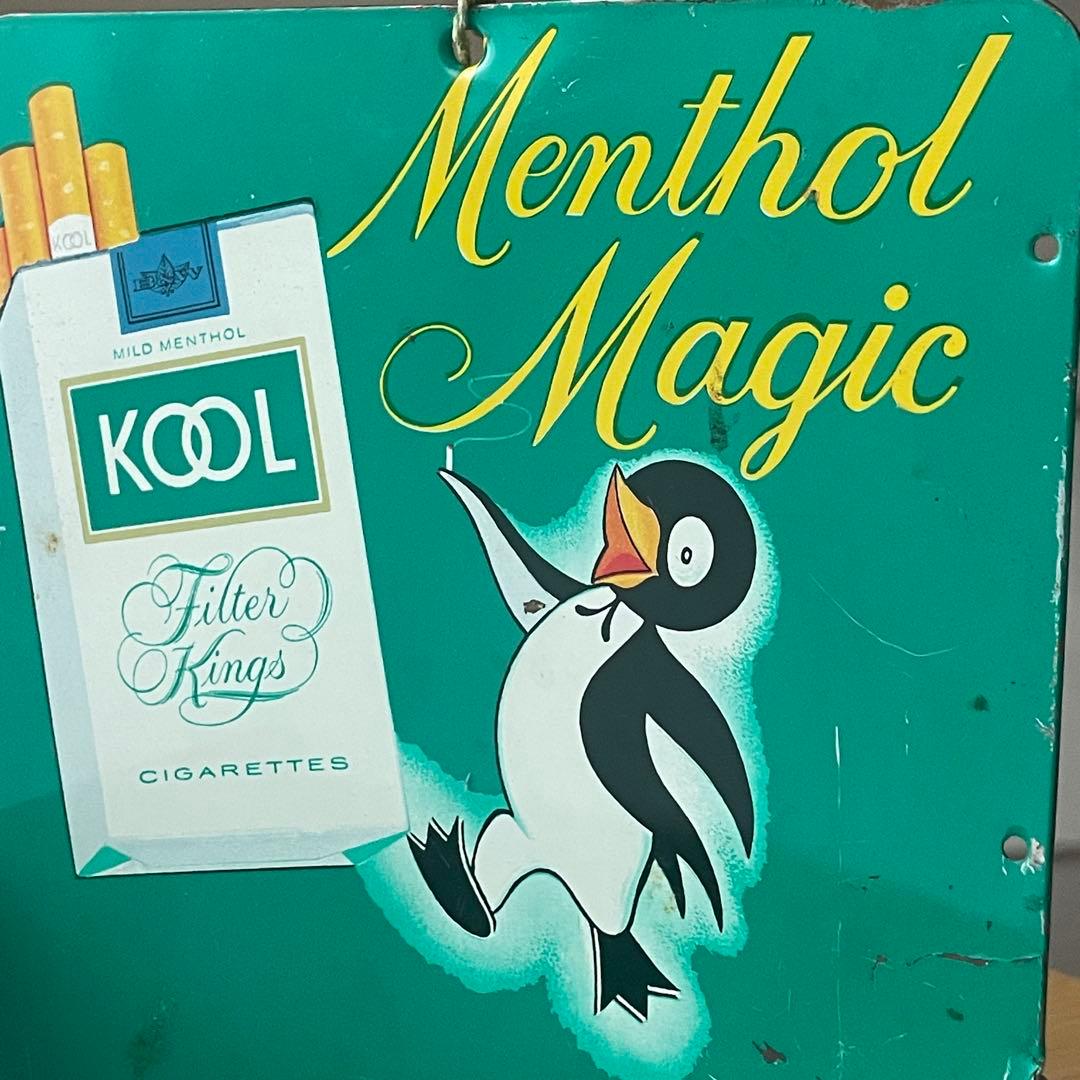 Menthol
Magic
KOOL
MILD MENTHOL
KOOL
Filter
Kings
CIGARETTES